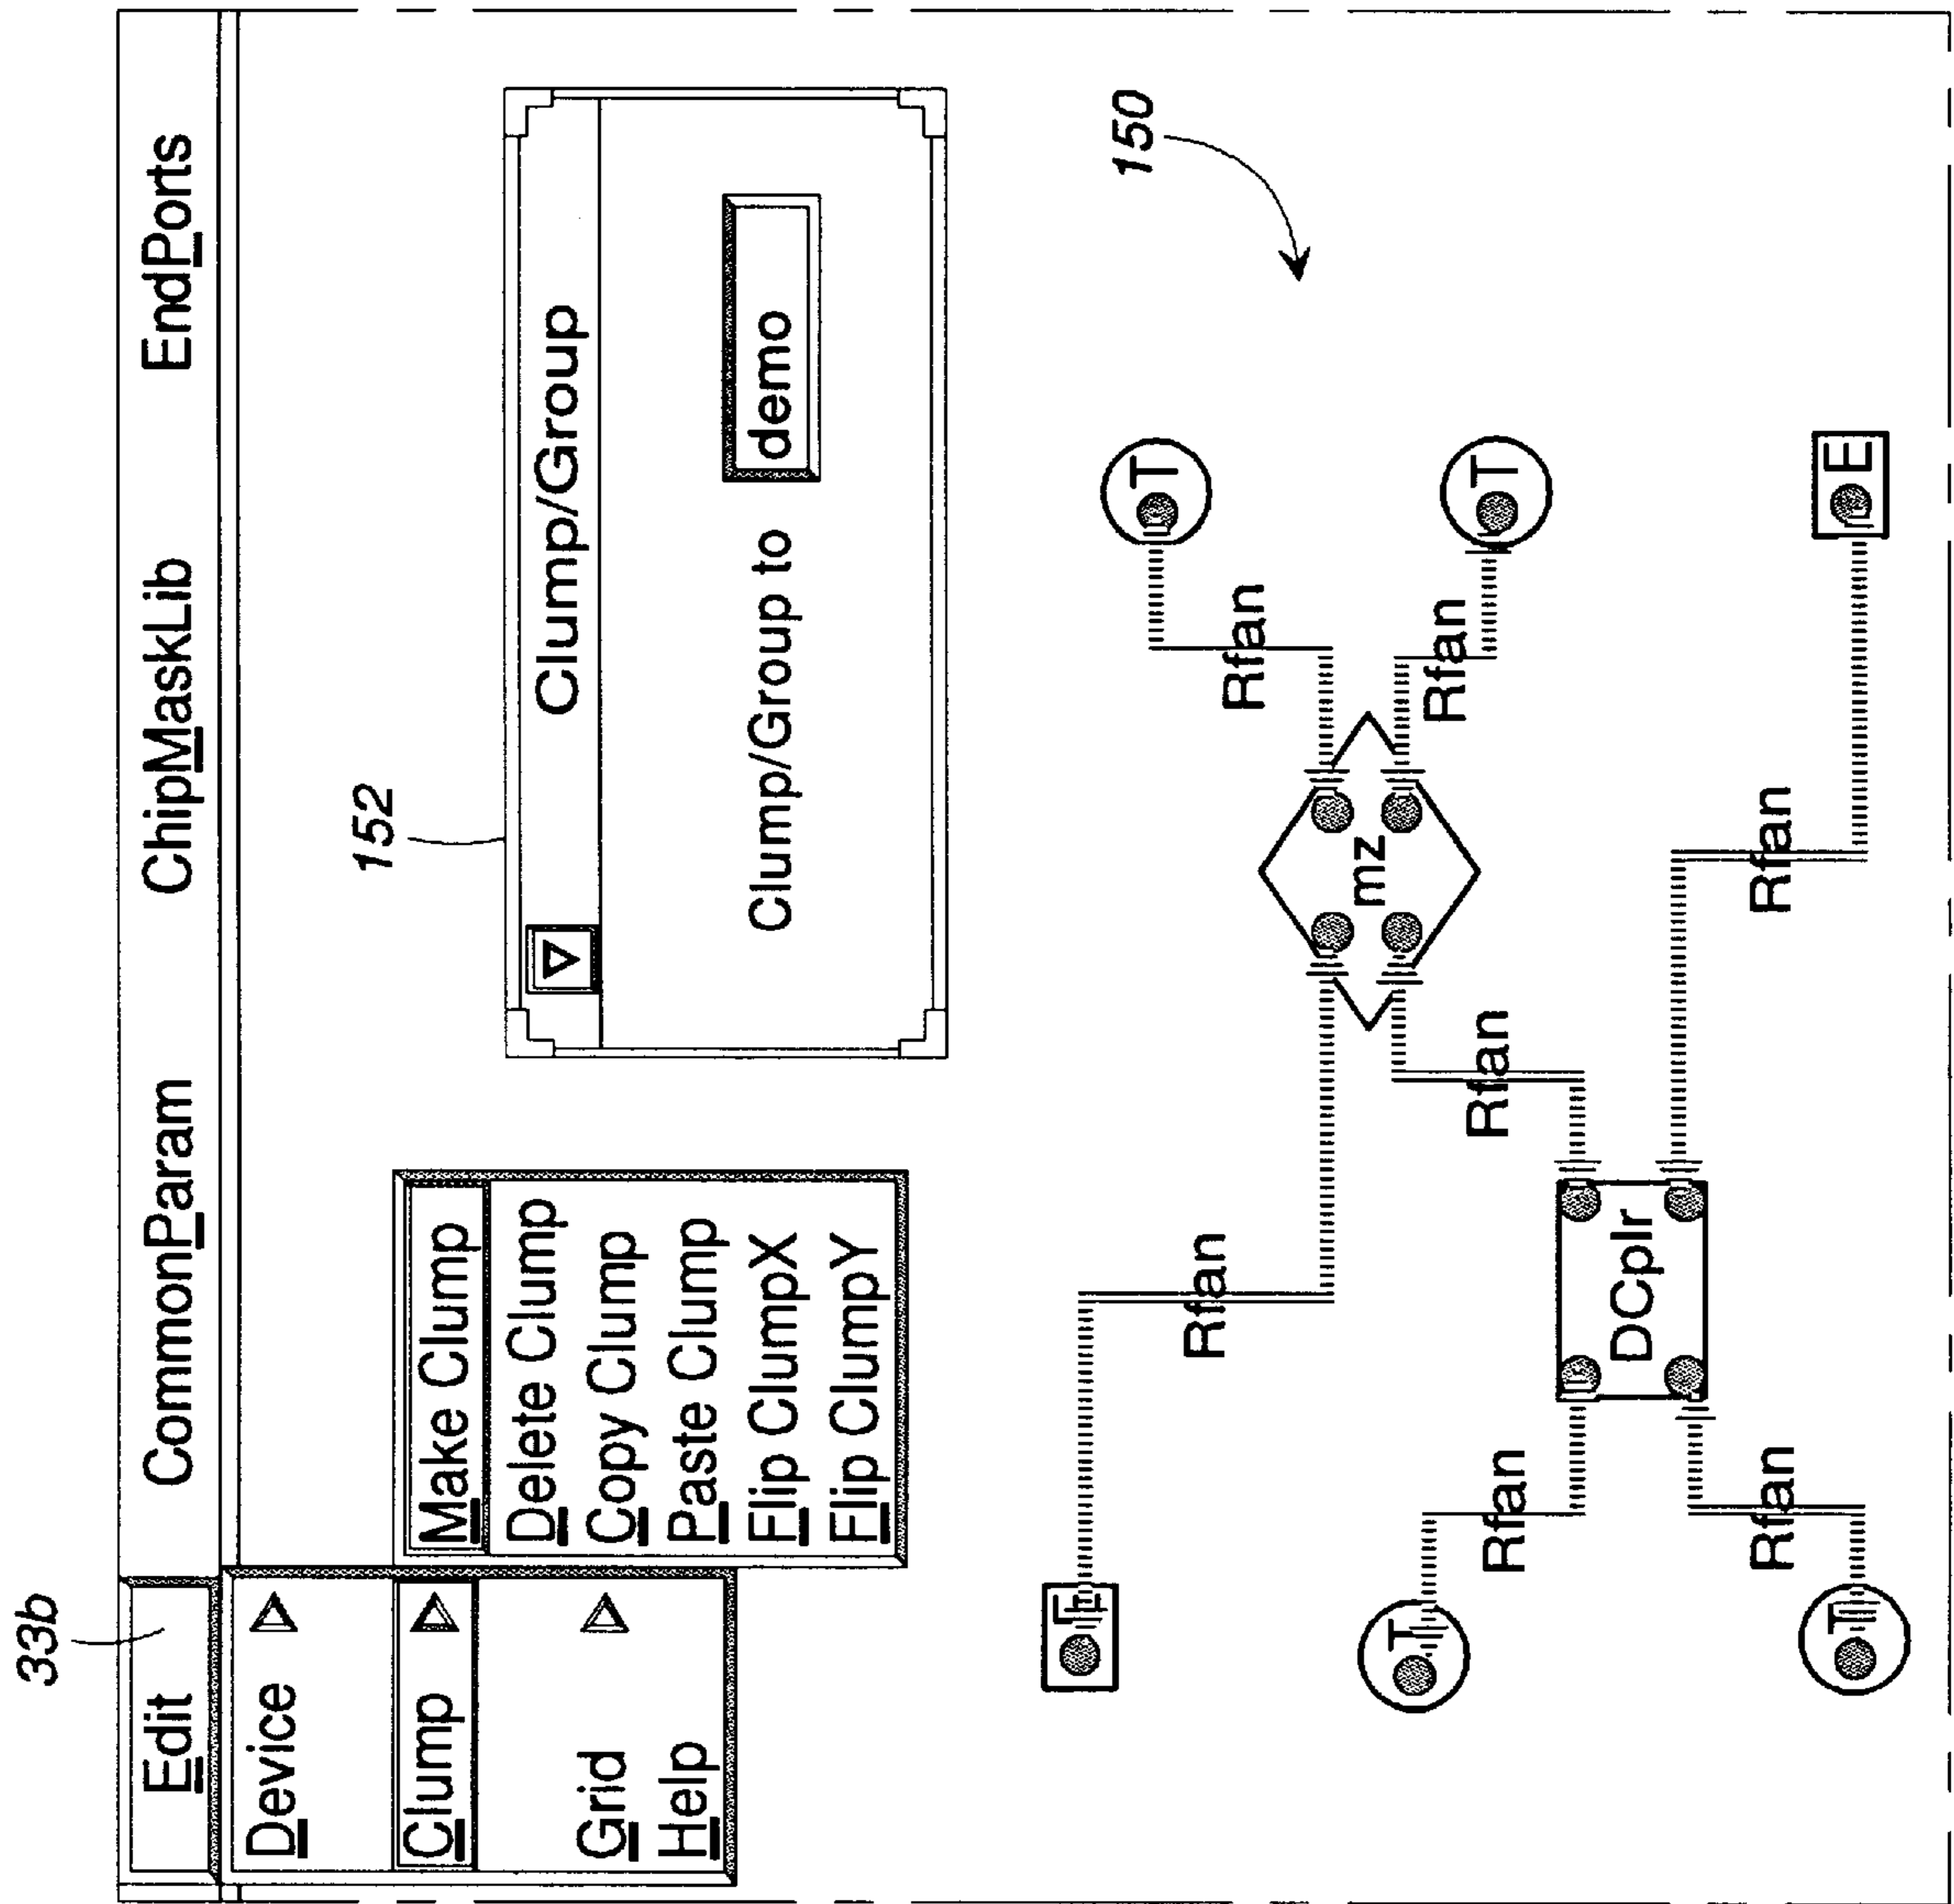 33b
Edit CommonParam ChipMaskLib EndPorts
Device
Clump
Grid
Help
Make Clump
Delete Clump
Copy Clump
Paste Clump
Flip ClumpX
Flip ClumpY
152
Clump/Group
Clump/Group to demo
150
E
Rfan
T
Rfan
mz
Rfan
T
Rfan
Rfan
T
Rfan
DCplr
Rfan
T
Rfan
E